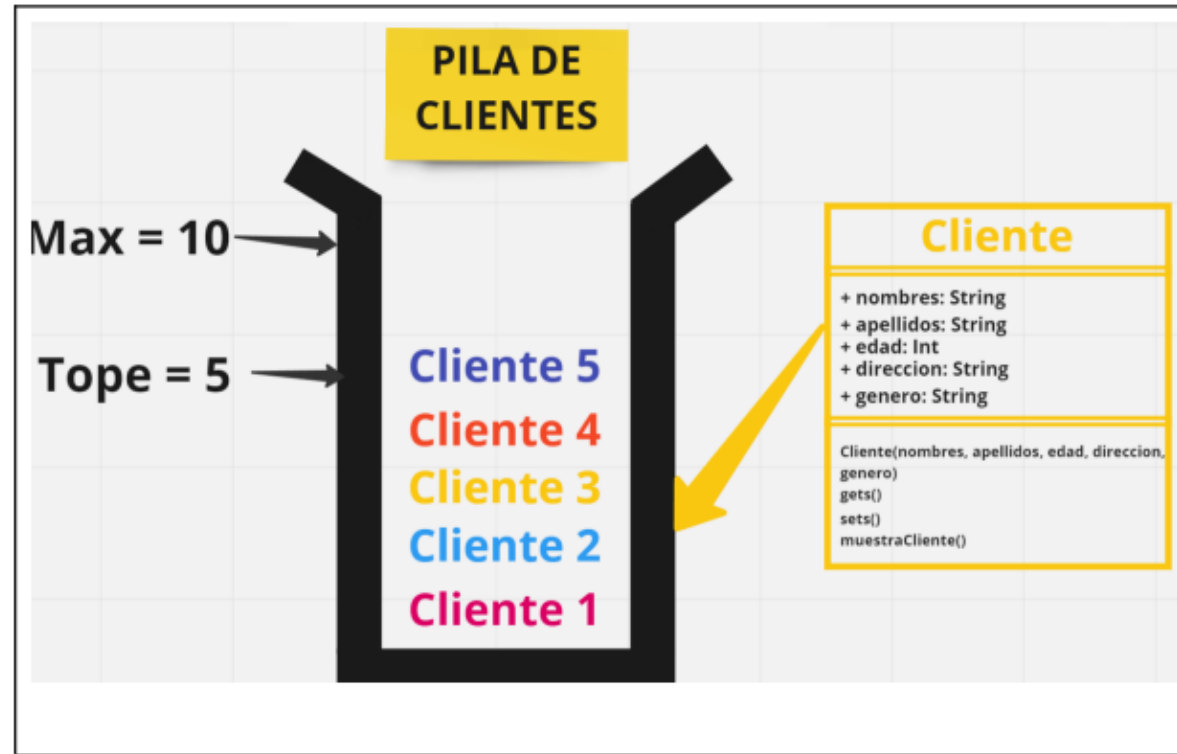 PILA DE
CLIENTES
Max = 10
Tope = 5
Cliente 5
Cliente 4
Cliente 3
Cliente 2
Cliente 1
Cliente
+ nombres: String
+ apellidos: String
+ edad: Int
+ direccion: String
+ genero: String
Cliente(nombres, apellidos, edad, direccion,
genero)
gets()
sets()
muestraCliente()